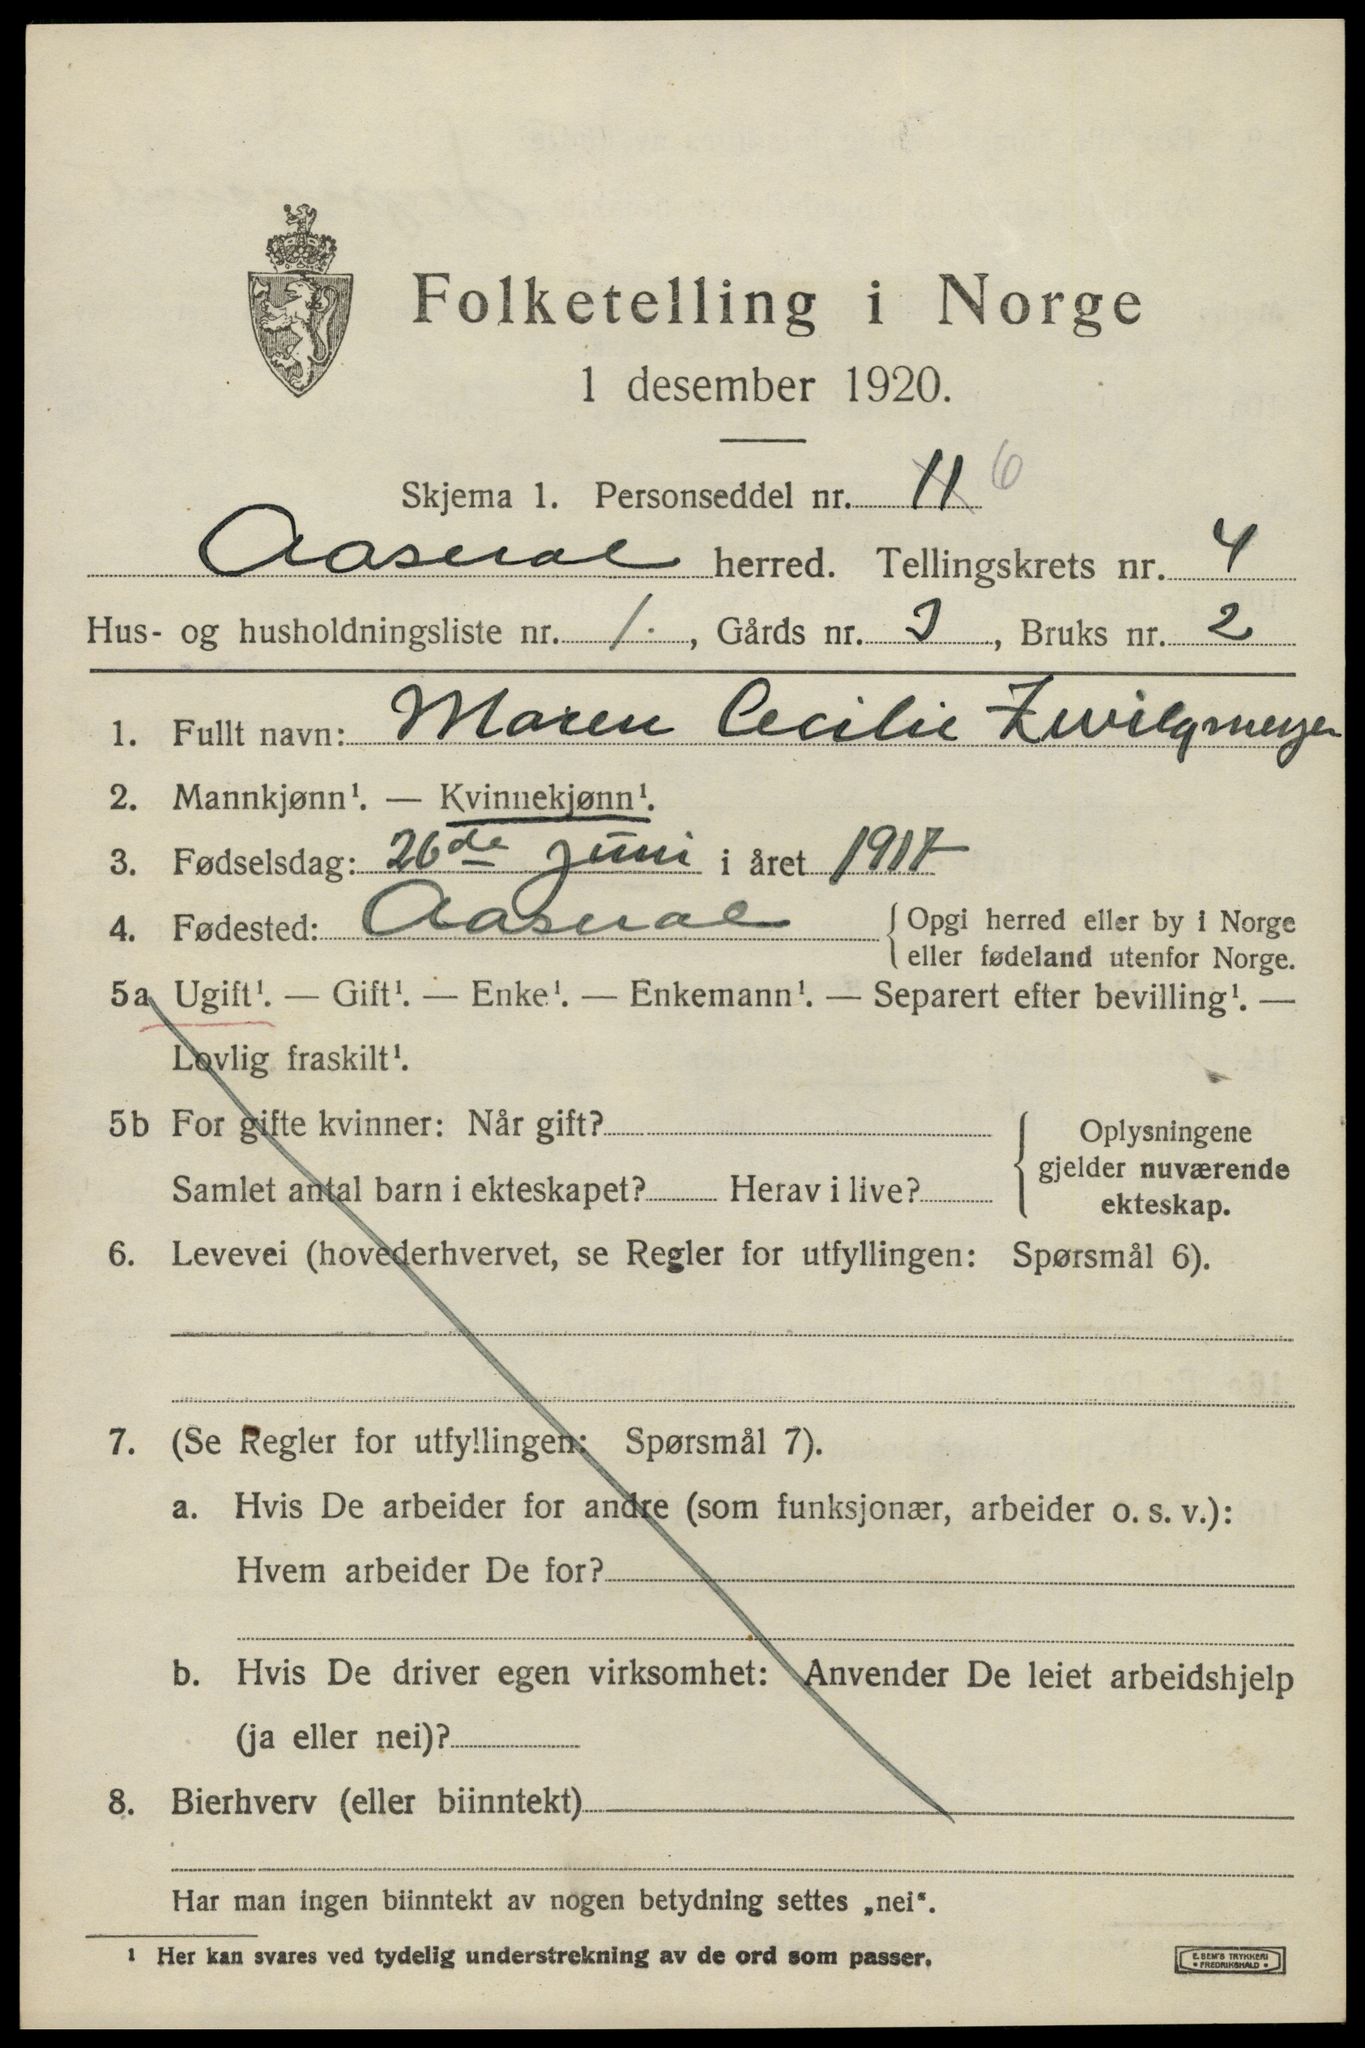 Folketelling i Norge
1 desember 1920.
Skjema 1. Personseddel nr. 11 6
Aaseral herred. Tellingskrets nr. 4
Hus- og husholdningsliste nr. 1. , Gårds nr. 3 , Bruks nr. 2
1. Fullt navn: Maren Cecilie Zwilgmeyer
2. Mannkjønn¹. — Kvinnekjønn¹.
3. Fødselsdag: 26de juni i året 1917
4. Fødested: Aaseral { Opgi herred eller by i Norge
eller fødeland utenfor Norge.
5a Ugift¹. — Gift¹. — Enke¹. — Enkemann¹. — Separert efter bevilling¹. —
Lovlig fraskilt¹.
5b For gifte kvinner: Når gift?
Samlet antal barn i ekteskapet? Herav i live?
Oplysningene
gjelder nuværende
ekteskap.
6. Levevei (hovederhvervet, se Regler for utfyllingen: Spørsmål 6).
7. (Se Regler for utfyllingen: Spørsmål 7).
a. Hvis De arbeider for andre (som funksjonær, arbeider o. s. v.):
Hvem arbeider De for?
b. Hvis De driver egen virksomhet: Anvender De leiet arbeidshjelp
(ja eller nei)?
8. Bierhverv (eller biinntekt)
Har man ingen biinntekt av nogen betydning settes „nei“.
¹ Her kan svares ved tydelig understrekning av de ord som passer.
E. SEM'S TRYKKERI
• FREDRIKSHALD •